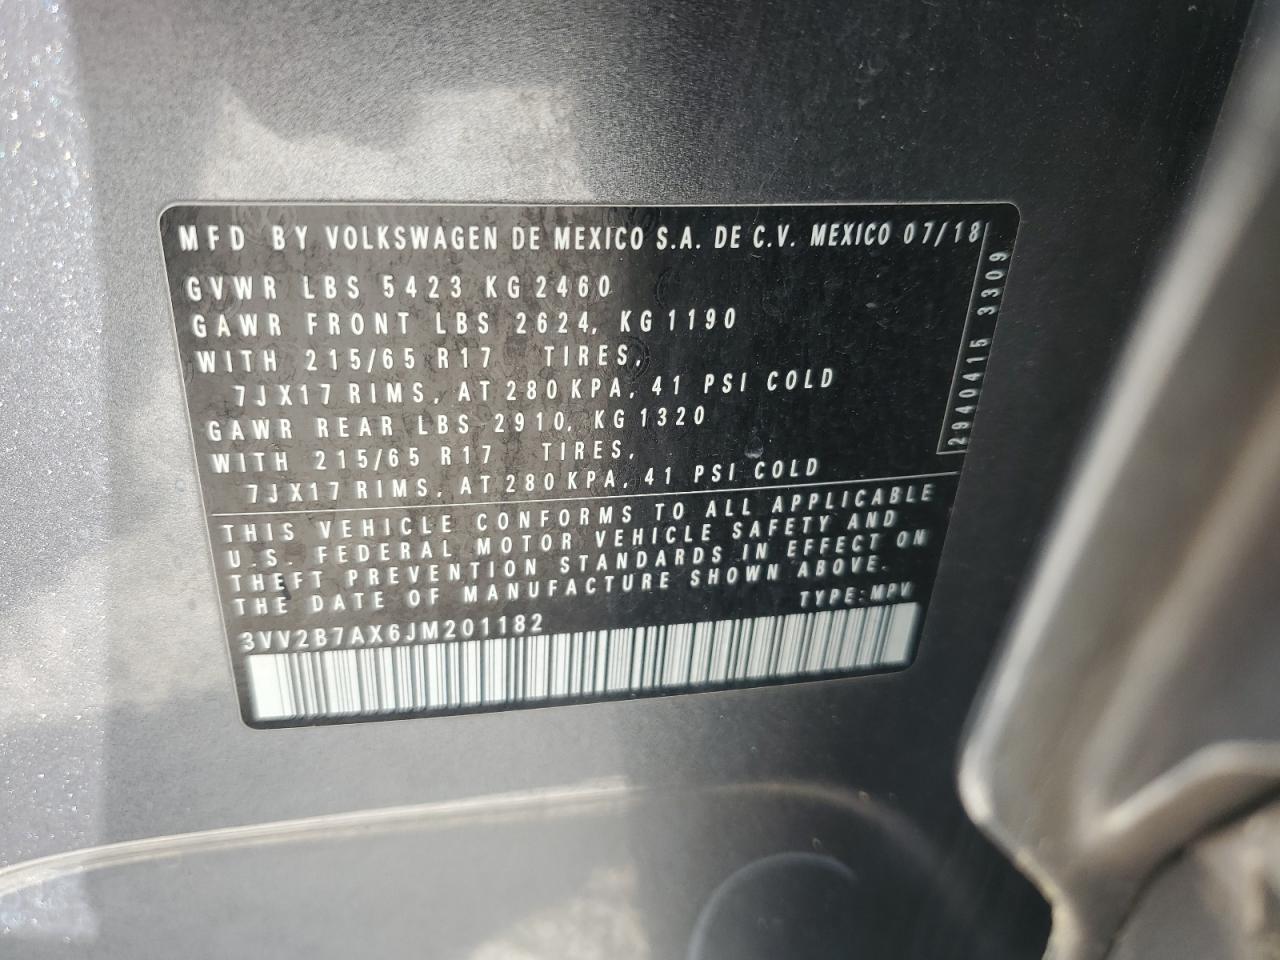 MFD BY VOLKSWAGEN DE MEXICO S.A. DE C.V. MEXICO 07/18
GVWR LBS 5423 KG 2460
GAWR FRONT LBS 2624, KG 1190
WITH 215/65 R17 TIRES,
7JX17 RIMS, AT 280 KPA, 41 PSI COLD
GAWR REAR LBS 2910, KG 1320
WITH 215/65 R17 TIRES,
7JX17 RIMS, AT 280 KPA, 41 PSI COLD
2940415 3309
THIS VEHICLE CONFORMS TO ALL APPLICABLE
U.S. FEDERAL MOTOR VEHICLE SAFETY AND
THEFT PREVENTION STANDARDS IN EFFECT ON
THE DATE OF MANUFACTURE SHOWN ABOVE.
TYPE: MPV
3VV2B7AX6JM201182